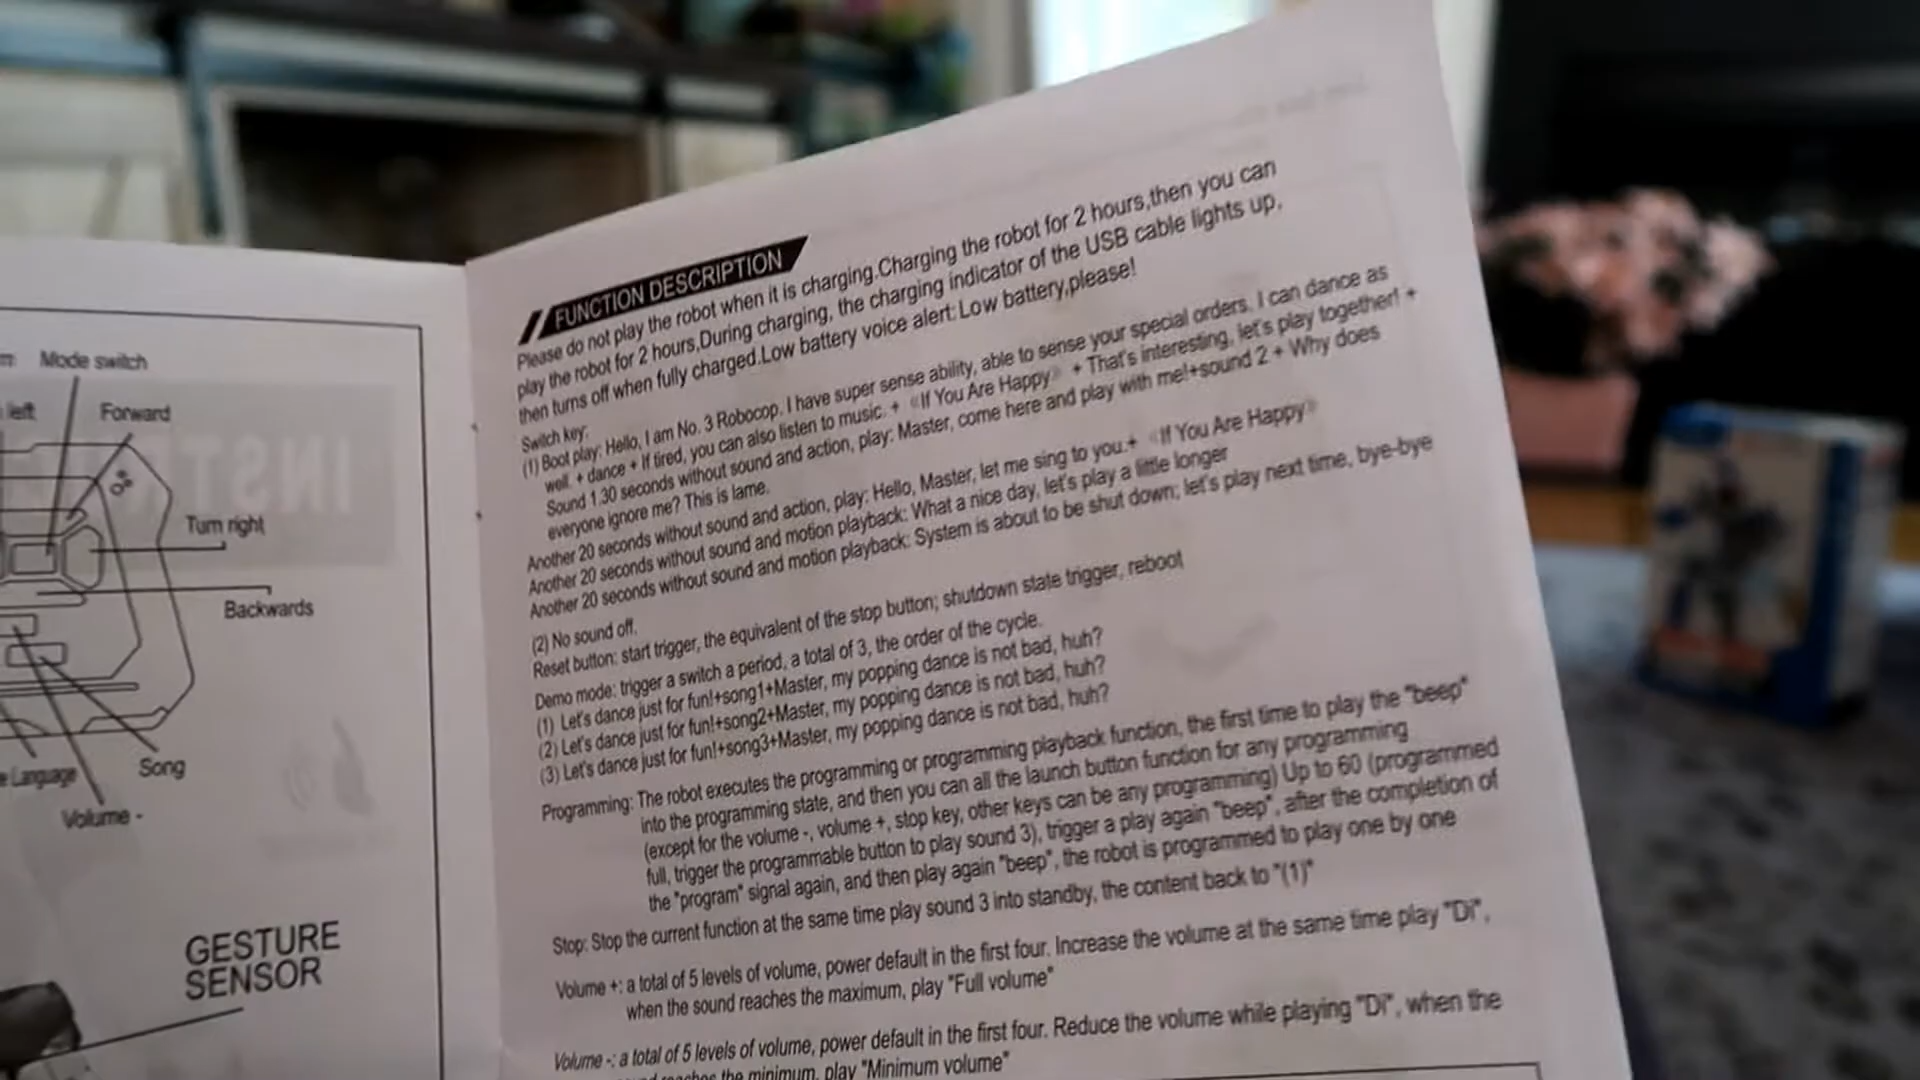 Mode switch
left
Forward
Turn right
Backwards
Song
Language
Volume -
GESTURE
SENSOR
FUNCTION DESCRIPTION
Please do not play the robot when it is charging.Charging the robot for 2 hours,then you can
play the robot for 2 hours,During charging, the charging indicator of the USB cable lights up,
then turns off when fully charged.Low battery voice alert: Low battery,please!
Switch key:
(1) Boot play: Hello, I am No. 3 Robocop. I have super sense ability, able to sense your special orders. I can dance as
well. + dance + If tired, you can also listen to music. + 《If You Are Happy》 + That's interesting, let's play together! +
Sound 1.30 seconds without sound and action, play: Master, come here and play with me!+sound 2 + Why does
everyone ignore me? This is lame.
Another 20 seconds without sound and action, play: Hello, Master, let me sing to you.+ 《If You Are Happy》
Another 20 seconds without sound and motion playback: What a nice day, let's play a little longer
Another 20 seconds without sound and motion playback: System is about to be shut down; let's play next time, bye-bye
(2) No sound off.
Reset button: start trigger, the equivalent of the stop button; shutdown state trigger, reboot
Demo mode: trigger a switch a period, a total of 3, the order of the cycle.
(1) Let's dance just for fun!+song1+Master, my popping dance is not bad, huh?
(2) Let's dance just for fun!+song2+Master, my popping dance is not bad, huh?
(3) Let's dance just for fun!+song3+Master, my popping dance is not bad, huh?
Programming: The robot executes the programming or programming playback function, the first time to play the "beep"
into the programming state, and then you can all the launch button function for any programming
(except for the volume -, volume +, stop key, other keys can be any programming) Up to 60 (programmed
full, trigger the programmable button to play sound 3), trigger a play again "beep", after the completion of
the "program" signal again, and then play again "beep", the robot is programmed to play one by one
Stop: Stop the current function at the same time play sound 3 into standby, the content back to "(1)"
Volume +: a total of 5 levels of volume, power default in the first four. Increase the volume at the same time play "Di",
when the sound reaches the maximum, play "Full volume"
Volume -: a total of 5 levels of volume, power default in the first four. Reduce the volume while playing "Di", when the
reaches the minimum, play "Minimum volume"